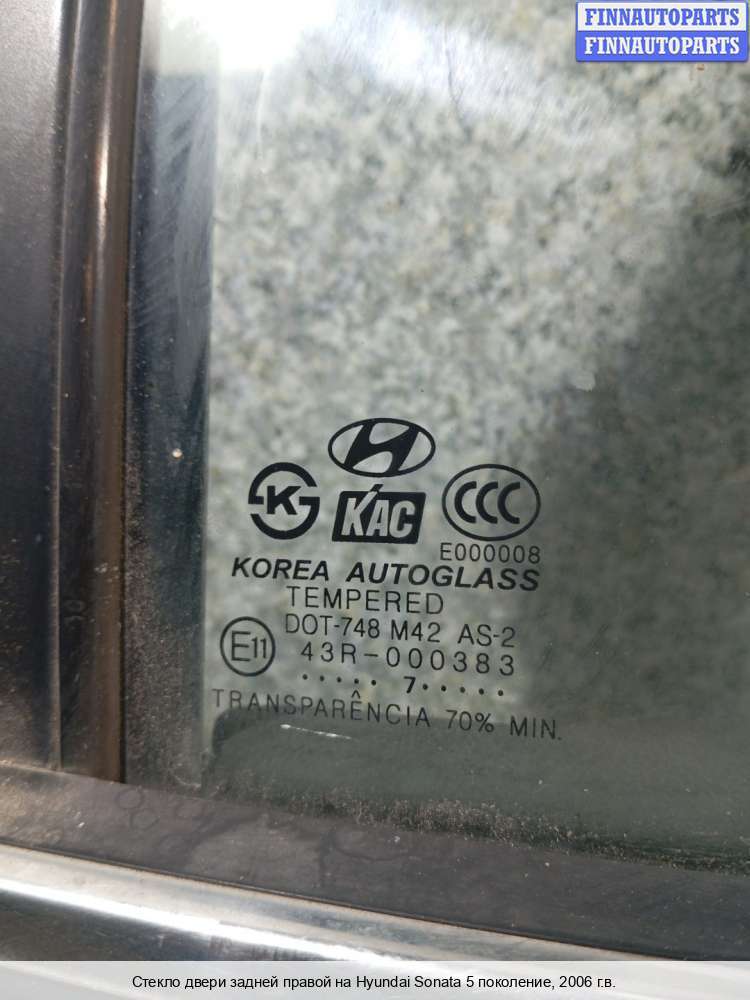 FINNAUTOPARTS
FINNAUTOPARTS
K
KAC
CCC
E000008
KOREA AUTOGLASS
TEMPERED
DOT-748 M42 AS-2
E11
43R-000383
..... 7.....
TRANSPARÊNCIA 70% MIN.
Стекло двери задней правой на Hyundai Sonata 5 поколение, 2006 г.в.